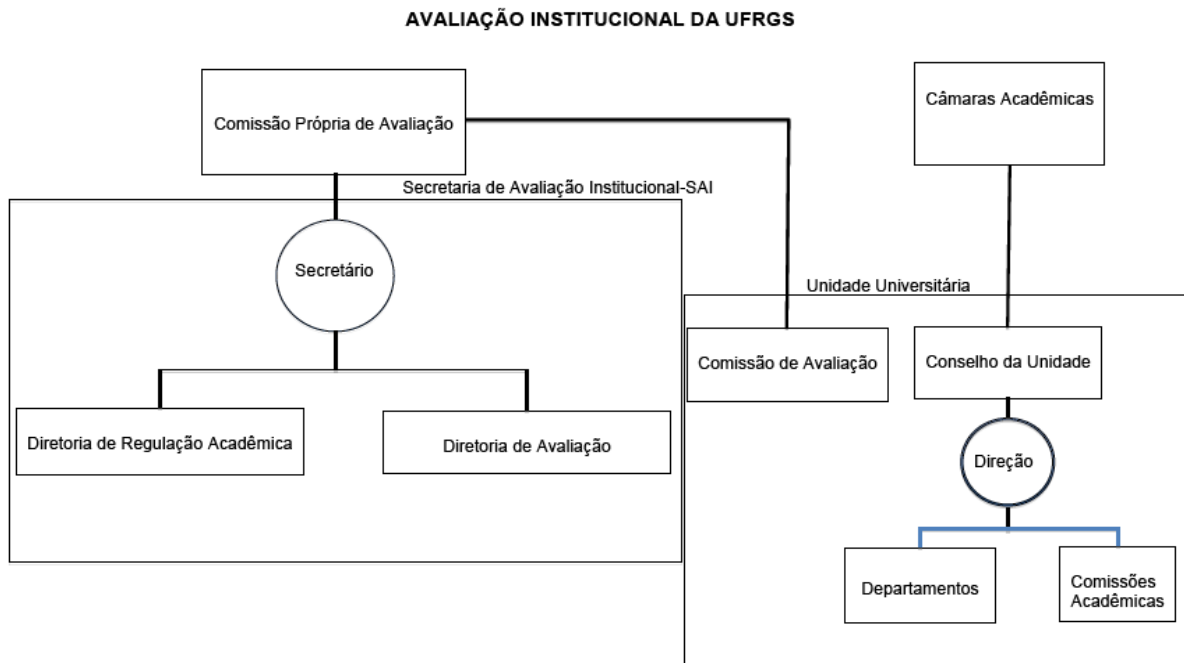 AVALIAÇÃO INSTITUCIONAL DA UFRGS
Comissão Própria de Avaliação
Câmaras Acadêmicas
Secretaria de Avaliação Institucional-SAI
Secretário
Unidade Universitária
Comissão de Avaliação
Conselho da Unidade
Diretoria de Regulação Acadêmica
Diretoria de Avaliação
Direção
Departamentos
Comissões
Acadêmicas